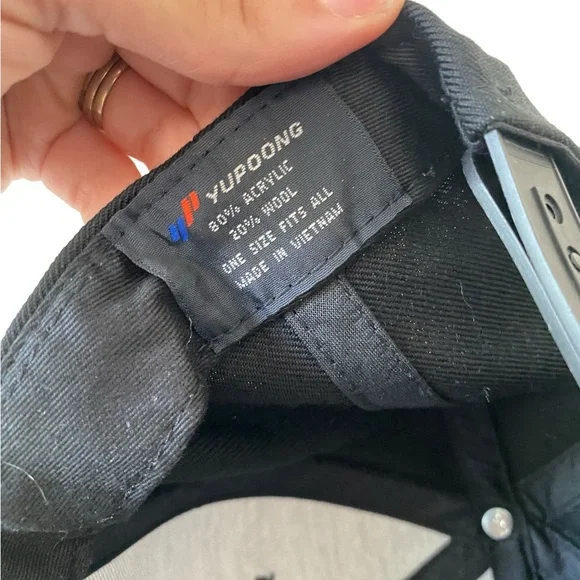 YUPOONG
80% ACRYLIC
20% WOOL
ONE SIZE FITS ALL
MADE IN VIETNAM